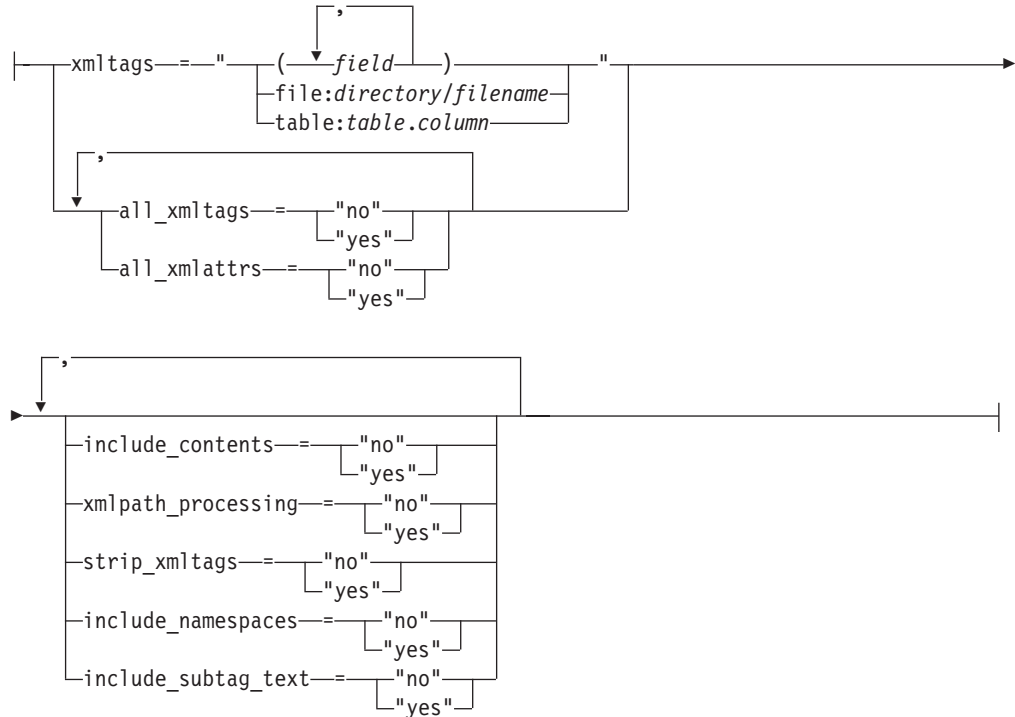 ,
xmltags = " ( field ) "
file:directory/filename
table:table.column
,
all_xmltags = "no"
"yes"
all_xmlattrs = "no"
"yes"
,
include_contents = "no"
"yes"
xmlpath_processing = "no"
"yes"
strip_xmltags = "no"
"yes"
include_namespaces = "no"
"yes"
include_subtag_text = "no"
"yes"